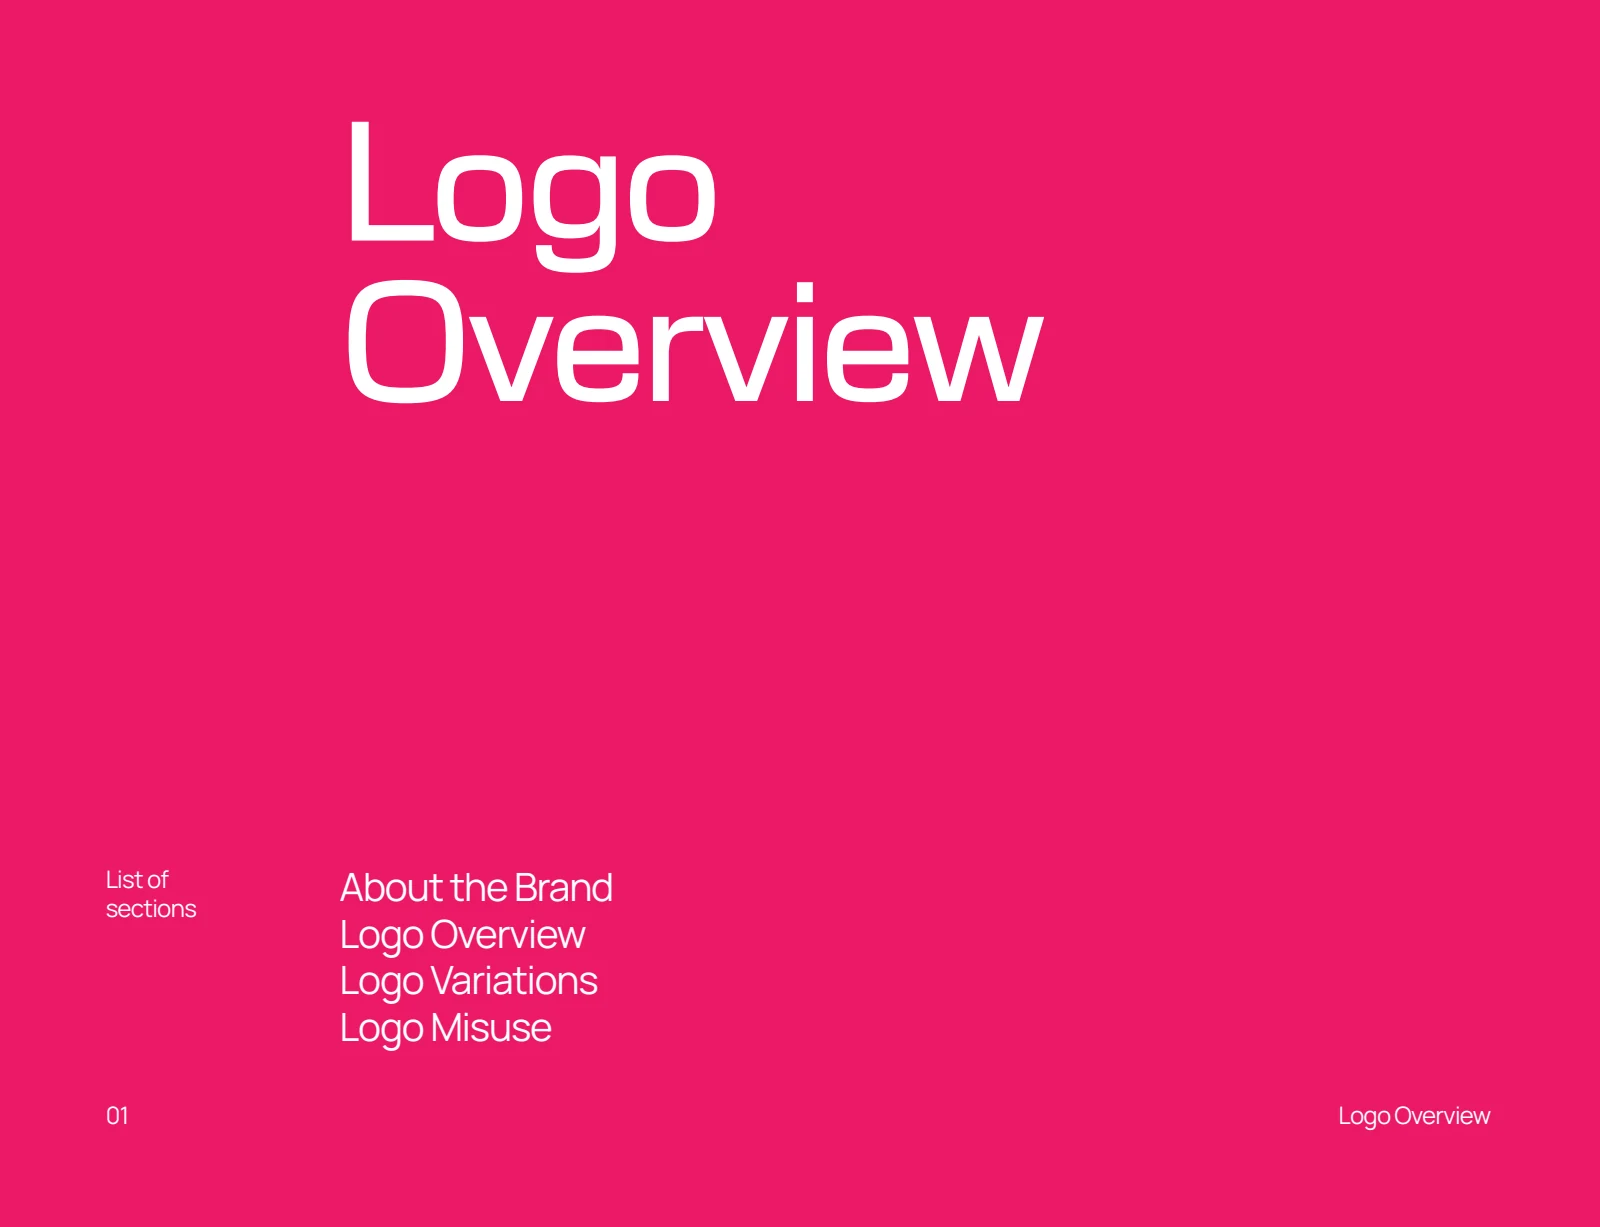 Logo
Overview
List of
sections
About the Brand
Logo Overview
Logo Variations
Logo Misuse
01
Logo Overview